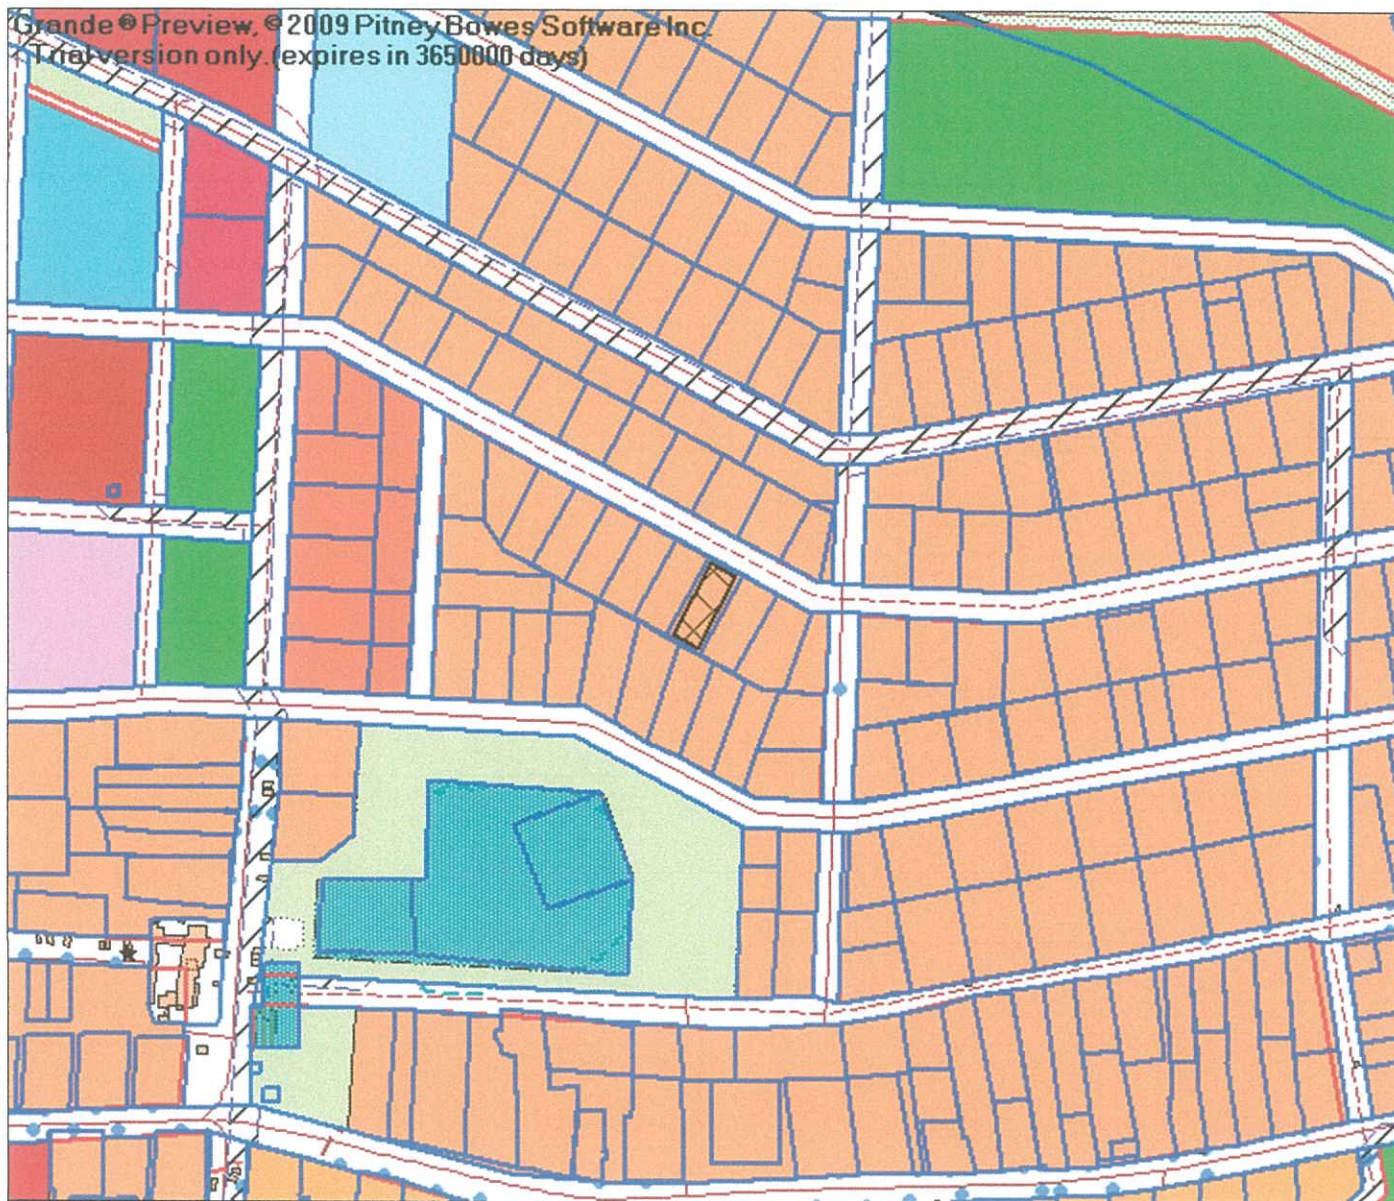 Grande® Preview, © 2009 Pitney Bowes Software Inc.
Trial version only. (expires in 3650000 days)